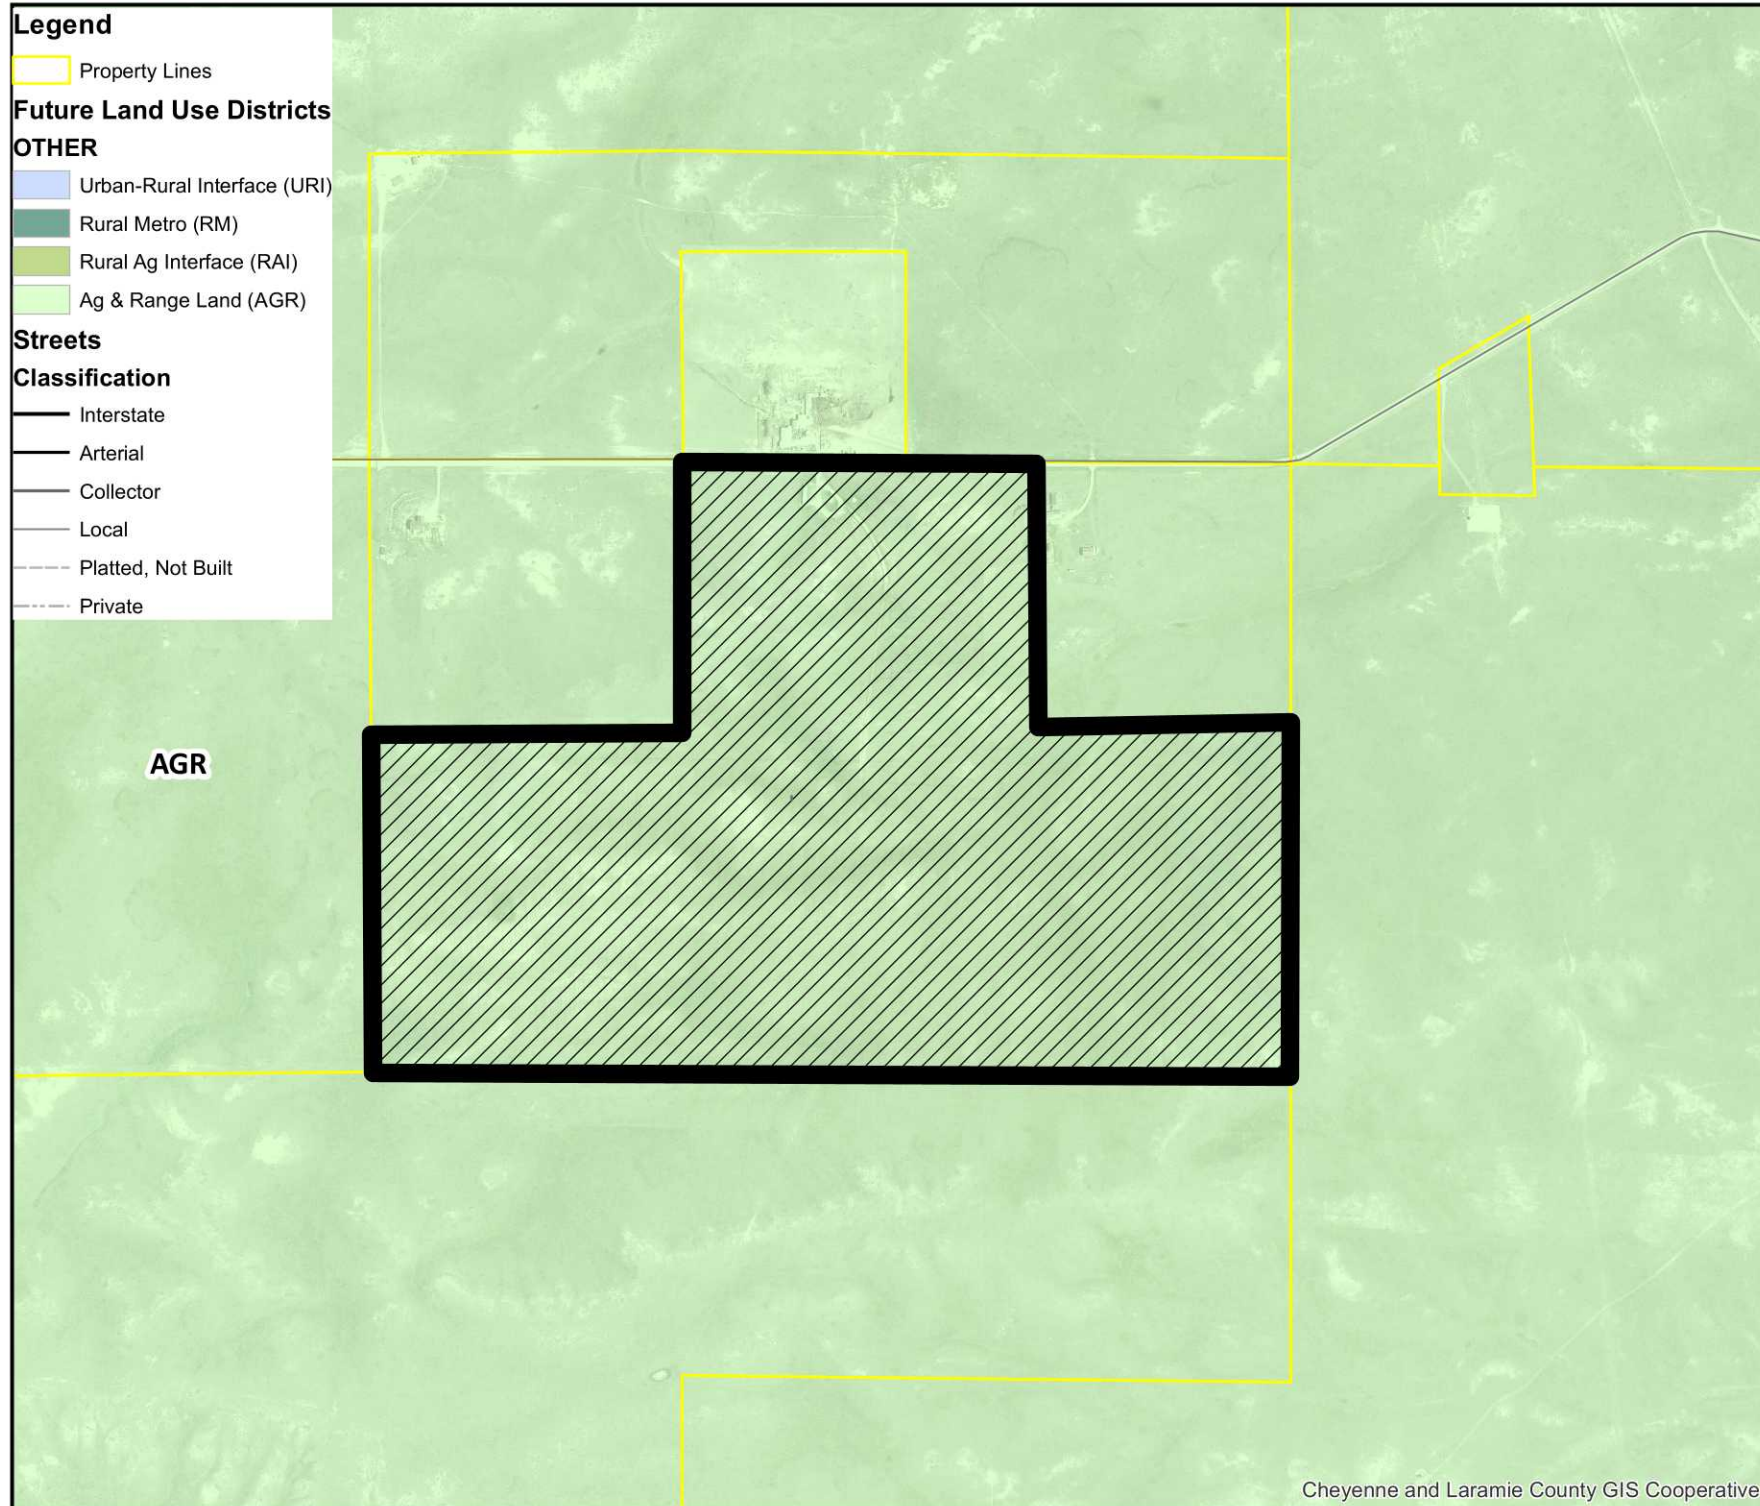 Legend
Property Lines
Future Land Use Districts
OTHER
Urban-Rural Interface (URI)
Rural Metro (RM)
Rural Ag Interface (RAI)
Ag & Range Land (AGR)
Streets
Classification
Interstate
Arterial
Collector
Local
Platted, Not Built
Private
AGR
Cheyenne and Laramie County GIS Cooperative